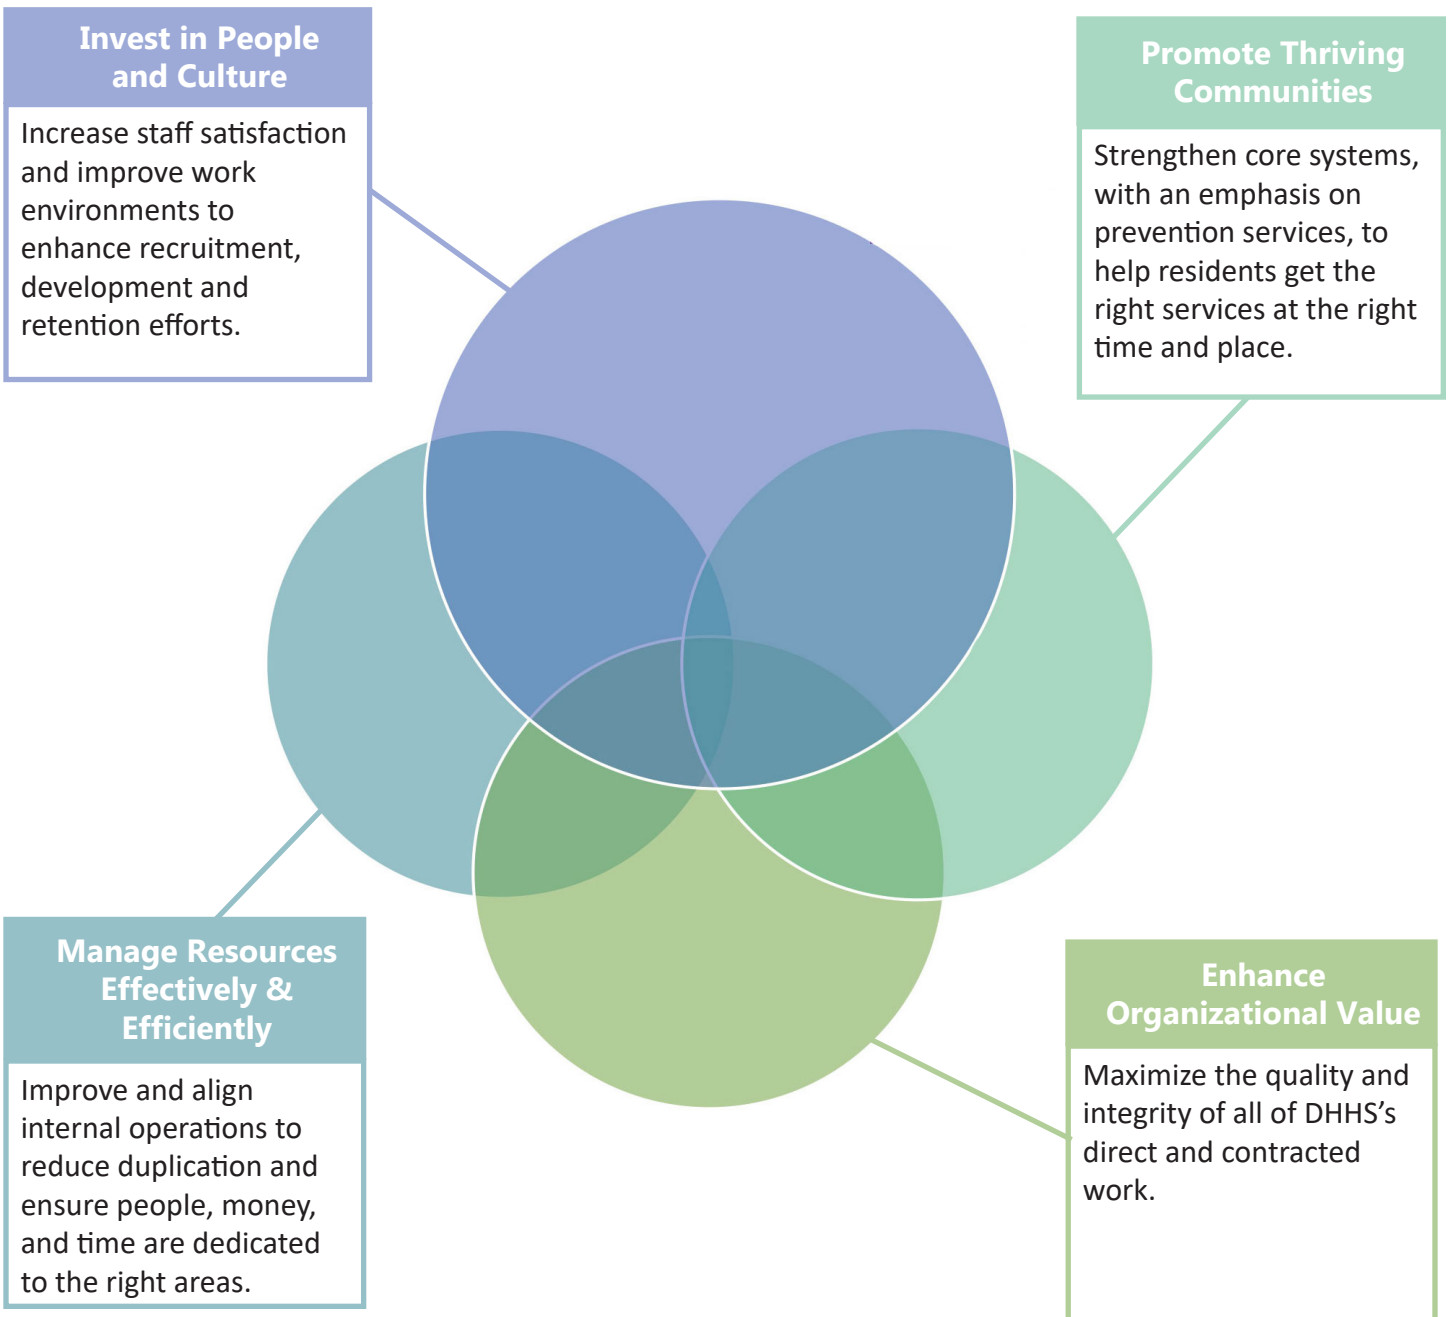 Invest in People
and Culture
Increase staff satisfaction
and improve work
environments to
enhance recruitment,
development and
retention efforts.
Promote Thriving
Communities
Strengthen core systems,
with an emphasis on
prevention services, to
help residents get the
right services at the right
time and place.
Manage Resources
Effectively &
Efficiently
Improve and align
internal operations to
reduce duplication and
ensure people, money,
and time are dedicated
to the right areas.
Enhance
Organizational Value
Maximize the quality and
integrity of all of DHHS’s
direct and contracted
work.